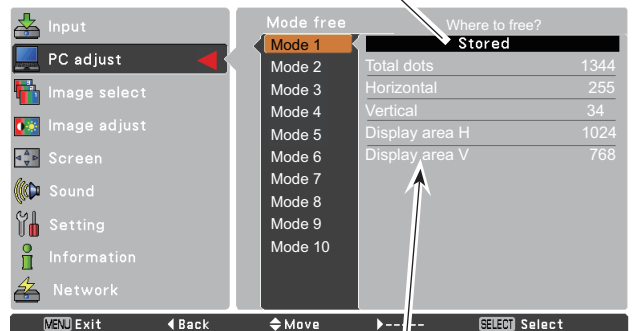 Input
PC adjust
Image select
Image adjust
Screen
Sound
Setting
Information
Network
Mode free
Mode 1
Mode 2
Mode 3
Mode 4
Mode 5
Mode 6
Mode 7
Mode 8
Mode 9
Mode 10
Where to free?
Stored
Total dots 1344
Horizontal 255
Vertical 34
Display area H 1024
Display area V 768
MENU Exit ◀ Back Move ▶----- SELECT Select